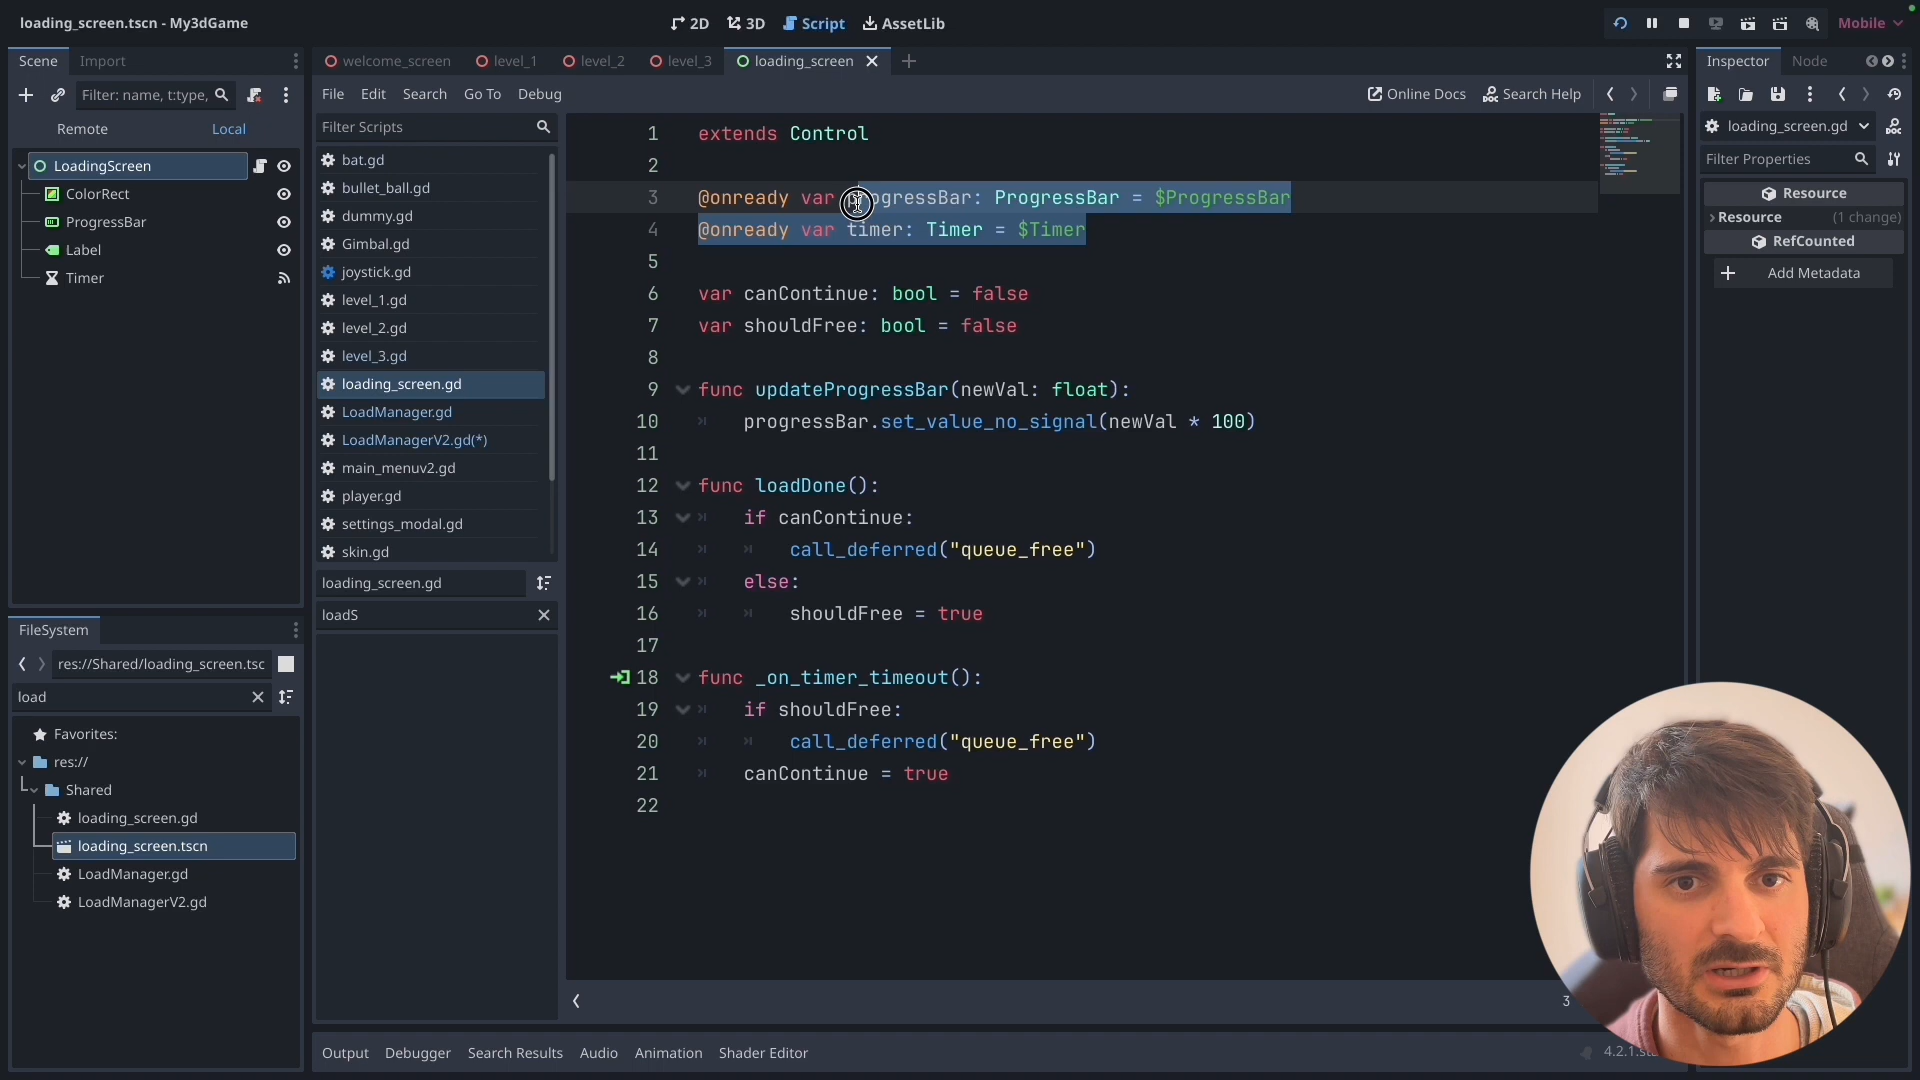 loading_screen.tscn - My3dGame
2D
3D
Script
AssetLib
Mobile
Scene
Import
Filter: name, t:type,
Remote
Local
LoadingScreen
ColorRect
ProgressBar
Label
Timer
FileSystem
res://Shared/loading_screen.tsc
load
Favorites:
res://
Shared
loading_screen.gd
loading_screen.tscn
LoadManager.gd
LoadManagerV2.gd
welcome_screen
level_1
level_2
level_3
loading_screen
File
Edit
Search
Go To
Debug
Online Docs
Search Help
Filter Scripts
bat.gd
bullet_ball.gd
dummy.gd
Gimbal.gd
joystick.gd
level_1.gd
level_2.gd
level_3.gd
loading_screen.gd
LoadManager.gd
LoadManagerV2.gd(*)
main_menuv2.gd
player.gd
settings_modal.gd
skin.gd
loading_screen.gd
loadS
1 extends Control
2
3 @onready var progressBar: ProgressBar = $ProgressBar
4 @onready var timer: Timer = $Timer
5
6 var canContinue: bool = false
7 var shouldFree: bool = false
8
9 func updateProgressBar(newVal: float):
10 progressBar.set_value_no_signal(newVal * 100)
11
12 func loadDone():
13 if canContinue:
14 call_deferred("queue_free")
15 else:
16 shouldFree = true
17
18 func _on_timer_timeout():
19 if shouldFree:
20 call_deferred("queue_free")
21 canContinue = true
22
3
Output
Debugger
Search Results
Audio
Animation
Shader Editor
Inspector
Node
loading_screen.gd
Filter Properties
Resource
Resource (1 change)
RefCounted
Add Metadata